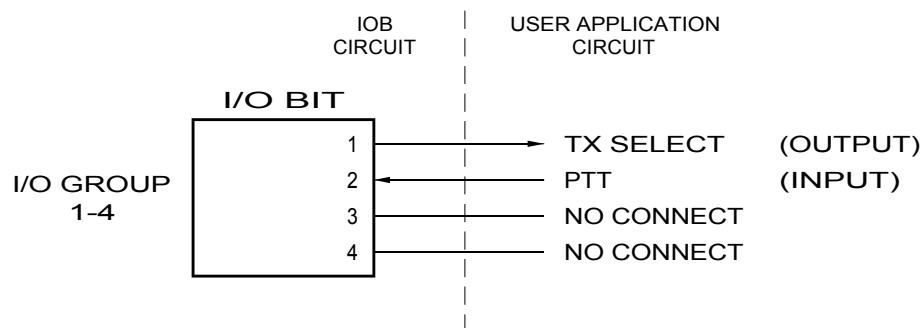 IOB
CIRCUIT
USER APPLICATION
CIRCUIT
I/O BIT
I/O GROUP
1-4
1 TX SELECT (OUTPUT)
2 PTT (INPUT)
3 NO CONNECT
4 NO CONNECT